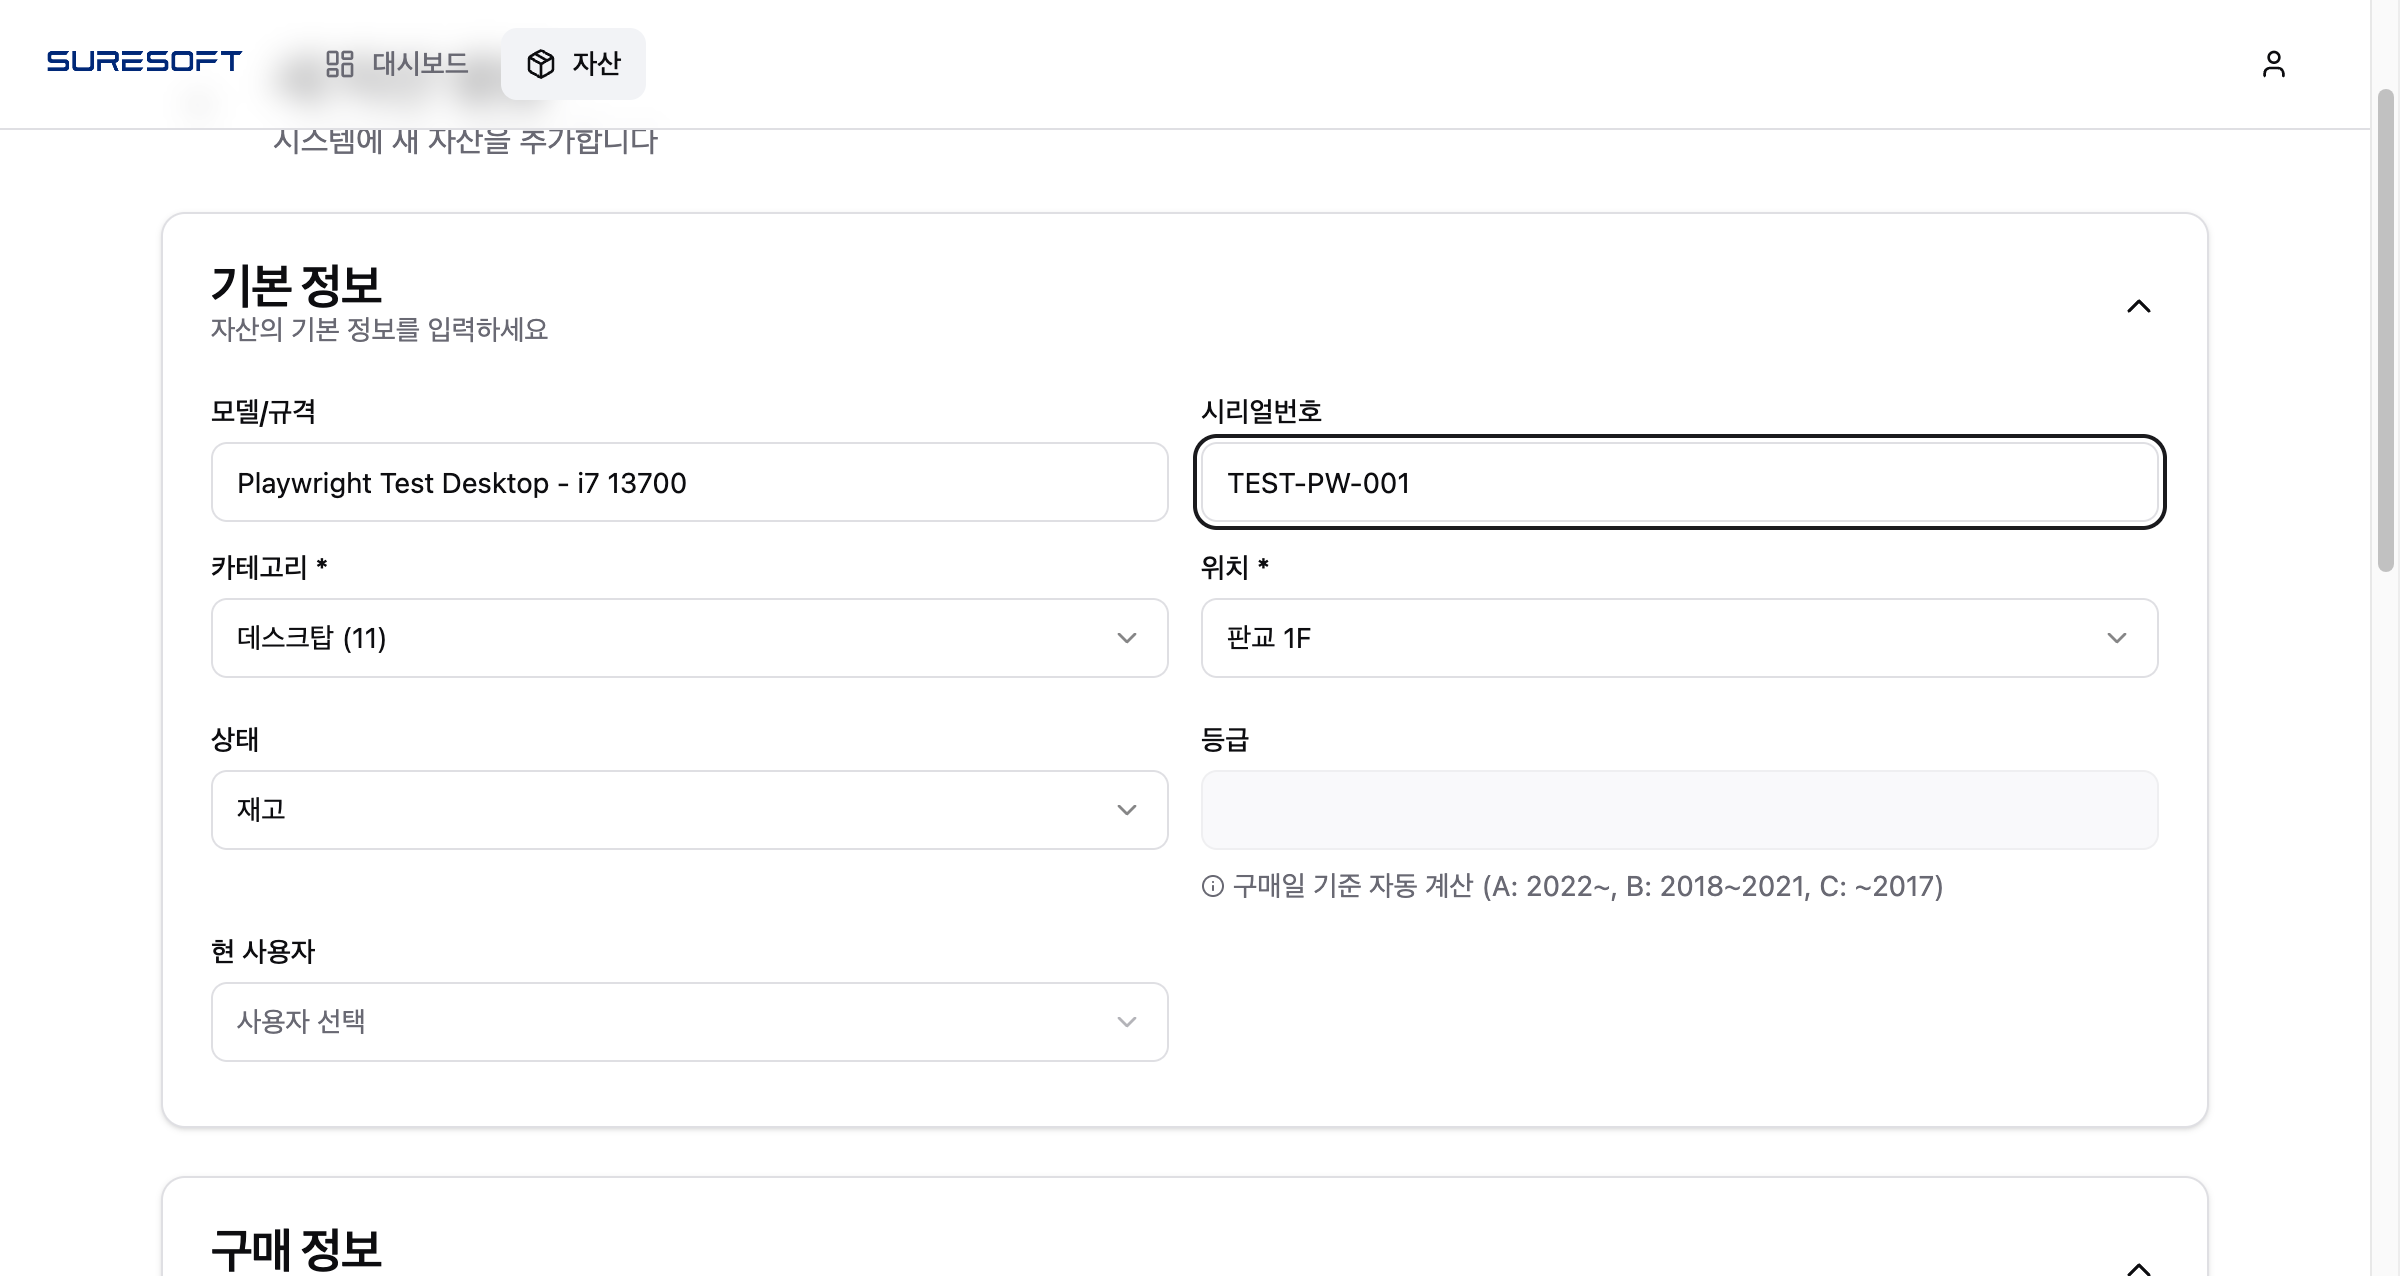 SURESOFT
대시보드
자산
시스템에 새 자산을 추가합니다
기본 정보
자산의 기본 정보를 입력하세요
모델/규격
시리얼번호
Playwright Test Desktop - i7 13700
TEST-PW-001
카테고리 *
위치 *
데스크탑 (11)
판교 1F
상태
등급
재고
구매일 기준 자동 계산 (A: 2022~, B: 2018~2021, C: ~2017)
현 사용자
사용자 선택
구매 정보